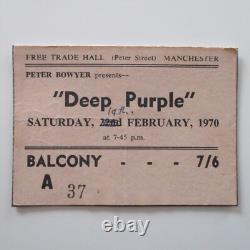 FREE TRADE HALL (Peter Street) MANCHESTER
PETER BOWYER presents—
"Deep Purple"
14th,
SATURDAY, 22nd FEBRUARY, 1970
at 7-45 p.m.
BALCONY - - - 7/6
A 37